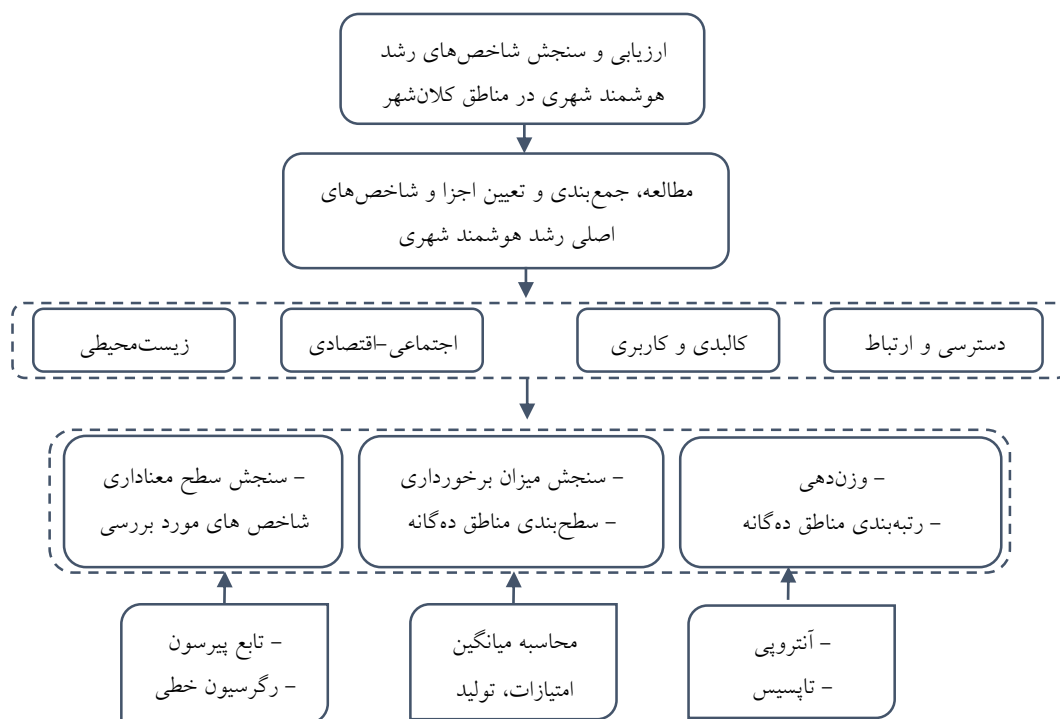 ارزیابی و سنجش شاخص‌های رشد
هوشمند شهری در مناطق کلان‌شهر
مطالعه، جمع‌بندی و تعیین اجزا و شاخص‌های
اصلی رشد هوشمند شهری
دسترسی و ارتباط
کالبدی و کاربری
اجتماعی–اقتصادی
زیست‌محیطی
– وزن‌دهی
– رتبه‌بندی مناطق ده‌گانه
– سنجش میزان برخورداری
– سطح‌بندی مناطق ده‌گانه
– سنجش سطح معناداری
شاخص های مورد بررسی
– آنتروپی
– تاپسیس
محاسبه میانگین
امتیازات، تولید
– تابع پیرسون
– رگرسیون خطی